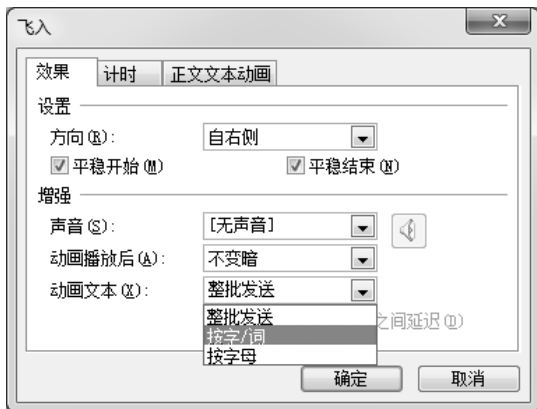 飞入
效果 计时 正文文本动画
设置
方向(R): 自右侧
平稳开始(M) 平稳结束(N)
增强
声音(S): [无声音]
动画播放后(A): 不变暗
动画文本(X): 整批发送
整批发送
按字/词 之间延迟(D)
按字母
确定 取消